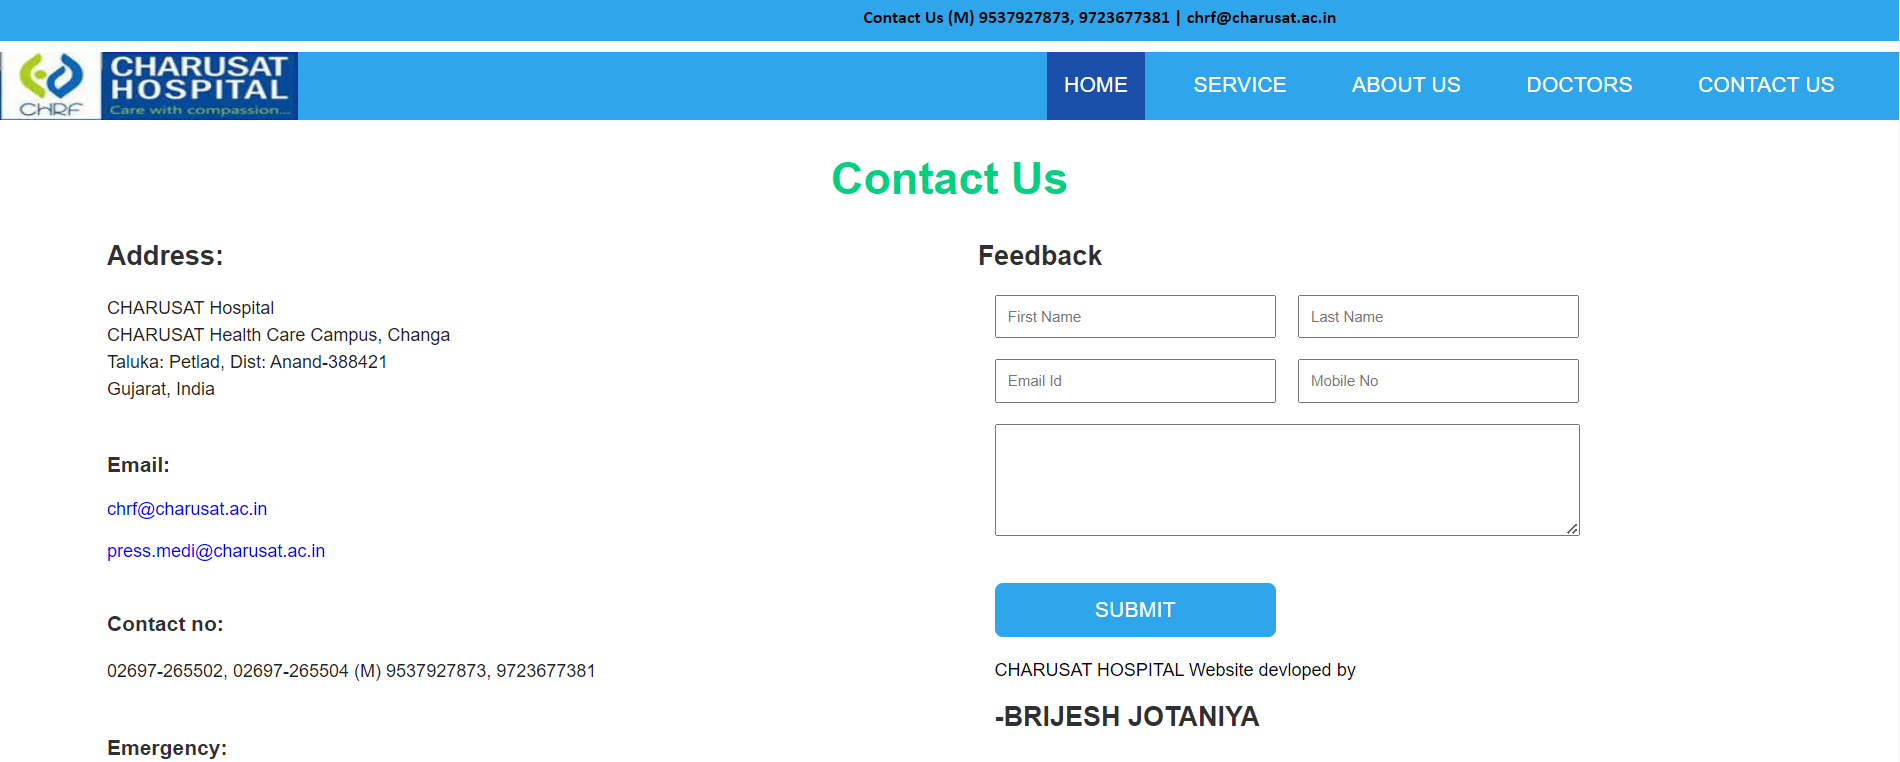 Contact Us (M) 9537927873, 9723677381 | chrf@charusat.ac.in
CHRF
CHARUSAT
HOSPITAL
Care with compassion...
HOME SERVICE ABOUT US DOCTORS CONTACT US
Contact Us
Address:
CHARUSAT Hospital
CHARUSAT Health Care Campus, Changa
Taluka: Petlad, Dist: Anand-388421
Gujarat, India
Email:
chrf@charusat.ac.in
press.medi@charusat.ac.in
Contact no:
02697-265502, 02697-265504 (M) 9537927873, 9723677381
Emergency:
Feedback
First Name Last Name
Email Id Mobile No
SUBMIT
CHARUSAT HOSPITAL Website devloped by
-BRIJESH JOTANIYA